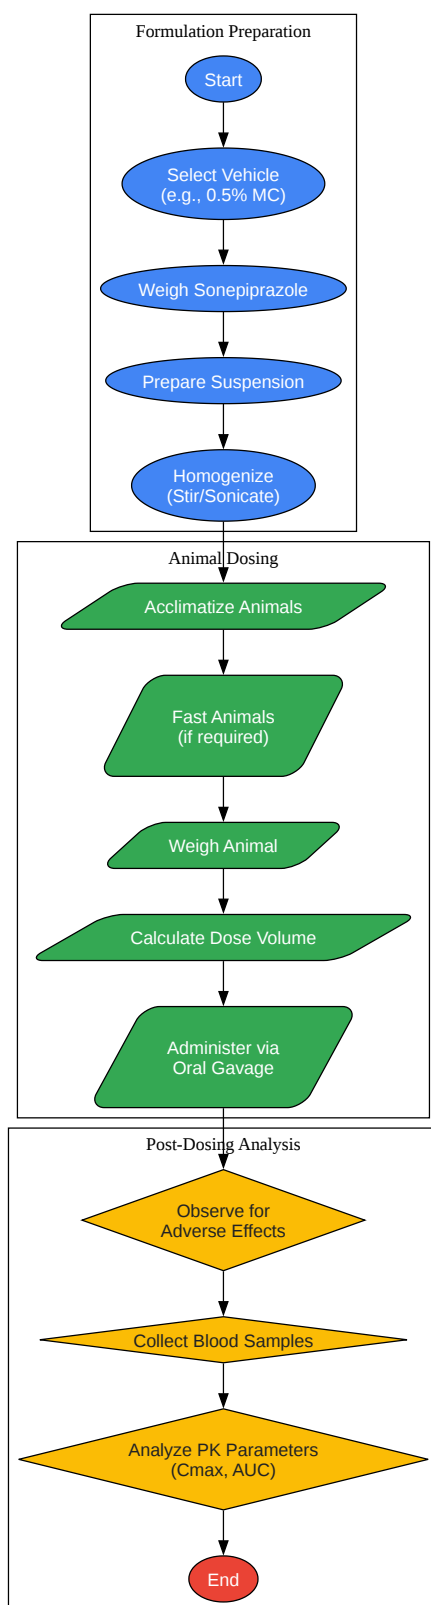 Formulation Preparation
Start
Select Vehicle
(e.g., 0.5% MC)
Weigh Sonepiprazole
Prepare Suspension
Homogenize
(Stir/Sonicate)
Animal Dosing
Acclimatize Animals
Fast Animals
(if required)
Weigh Animal
Calculate Dose Volume
Administer via
Oral Gavage
Post-Dosing Analysis
Observe for
Adverse Effects
Collect Blood Samples
Analyze PK Parameters
(Cmax, AUC)
End